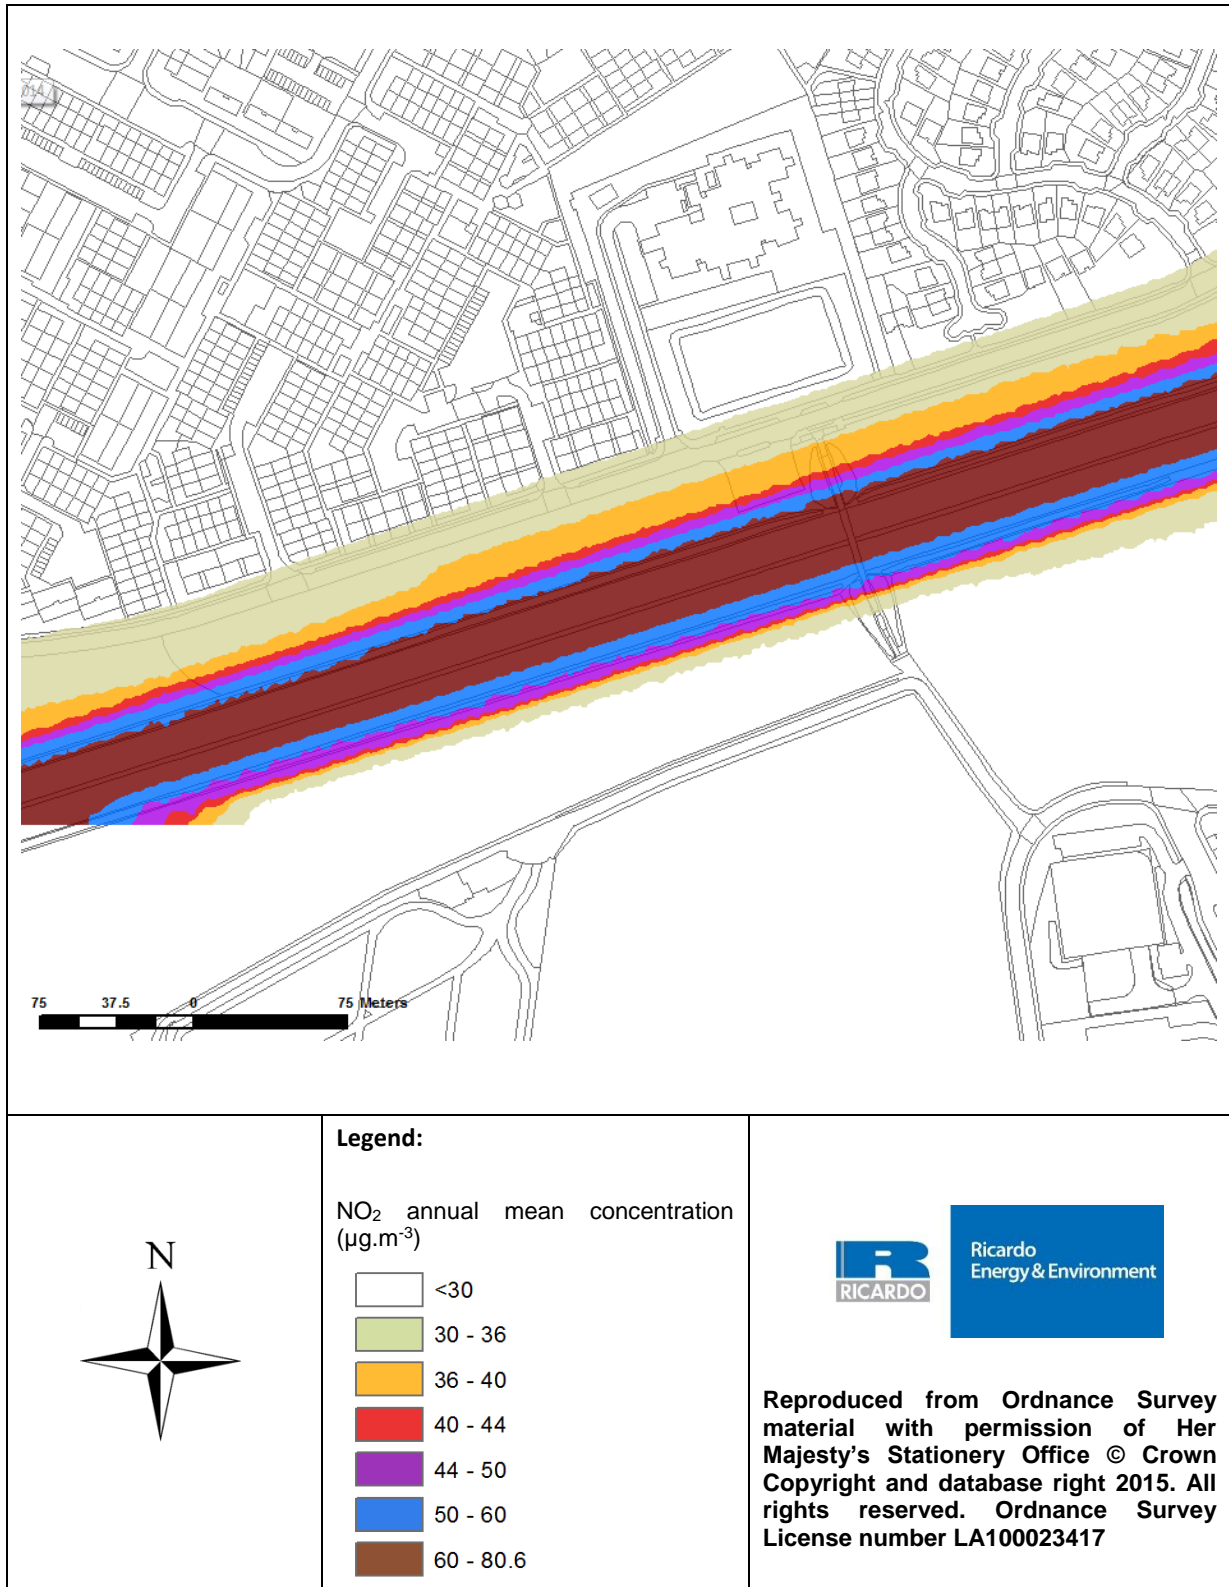 014
75 37.5 0 75 Meters
N
Legend:
NO₂ annual mean concentration
(µg.m⁻³)
<30
30 - 36
36 - 40
40 - 44
44 - 50
50 - 60
60 - 80.6
R
RICARDO
Ricardo
Energy & Environment
Reproduced from Ordnance Survey
material with permission of Her
Majesty’s Stationery Office © Crown
Copyright and database right 2015. All
rights reserved. Ordnance Survey
License number LA100023417